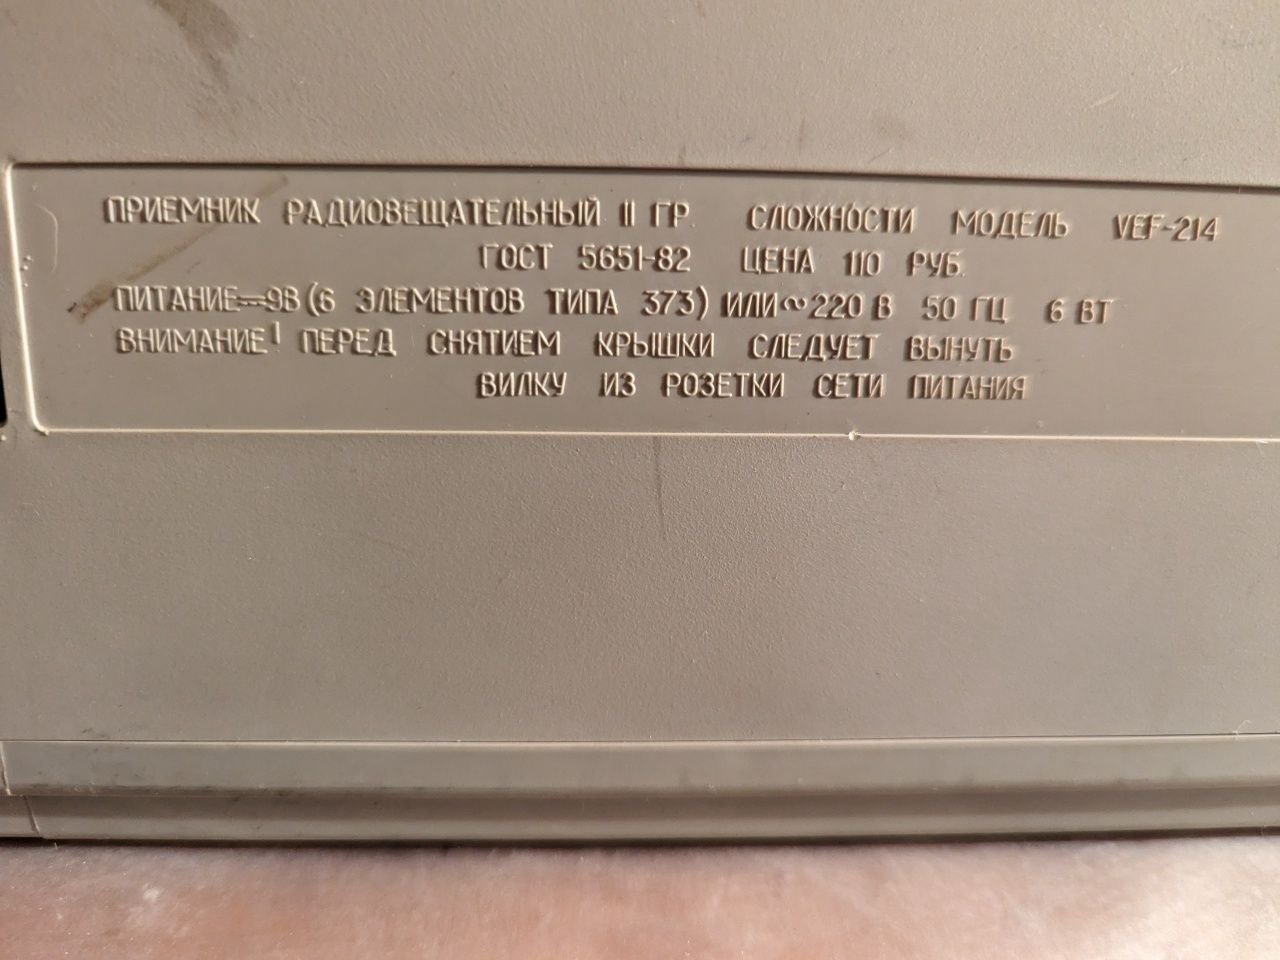 ПРИЕМНИК РАДИОВЕЩАТЕЛЬНЫЙ II ГР. СЛОЖНОСТИ МОДЕЛЬ VEF-214
ГОСТ 5651-82 ЦЕНА 110 РУБ.
ПИТАНИЕ=9В (6 ЭЛЕМЕНТОВ ТИПА 373) ИЛИ ~220 В 50 ГЦ 6 ВТ
ВНИМАНИЕ! ПЕРЕД СНЯТИЕМ КРЫШКИ СЛЕДУЕТ ВЫНУТЬ
ВИЛКУ ИЗ РОЗЕТКИ СЕТИ ПИТАНИЯ